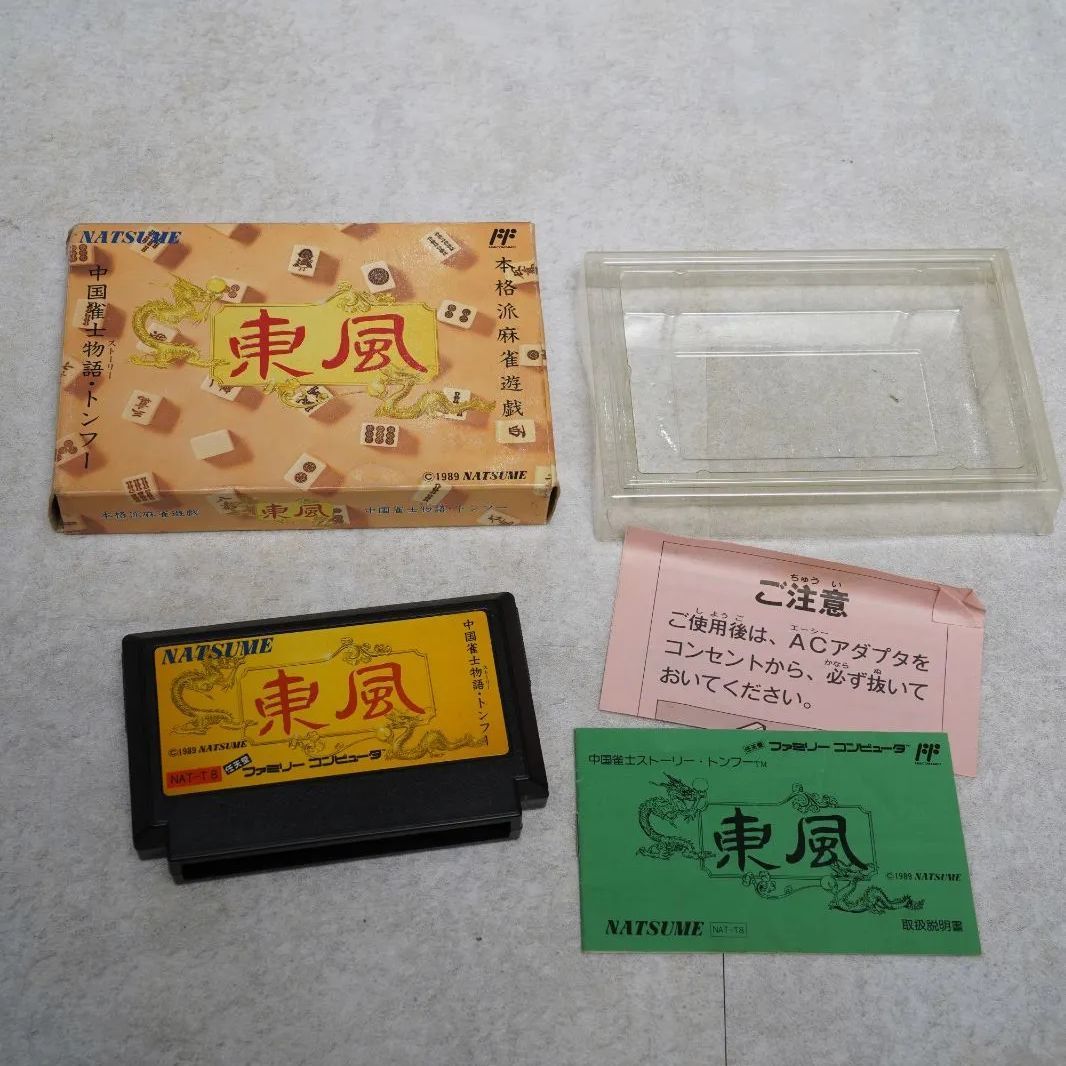 NATSUME
中国雀士物語・トンフー
ストーリー
東風
本格派麻雀遊戯
©1989 NATSUME
本格派麻雀遊戯
東風
中国雀士物語・トンフー
NATSUME
東風
中国雀士物語・トンフー
ストーリー
©1989 NATSUME
NAT-T8
任天堂 ファミリー コンピュータ
ちゅう い
ご注意
し よう ご
エーシー
ご使用後は、ACアダプタを
かなら ぬ
コンセントから、必ず抜いて
おいてください。
任天堂 ファミリー コンピュータ
中国雀士ストーリー・トンフー™
東風
©1989 NATSUME
NATSUME NAT-T8
取扱説明書